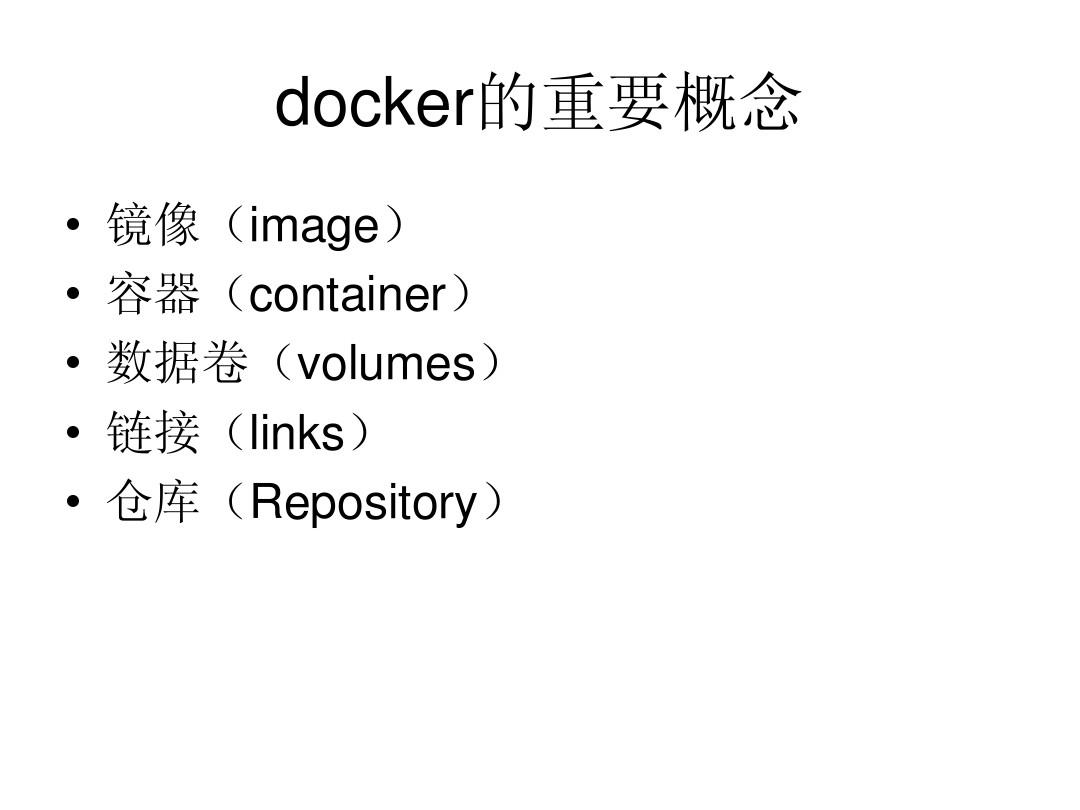 docker的重要概念
• 镜像（image）
• 容器（container）
• 数据卷（volumes）
• 链接（links）
• 仓库（Repository）